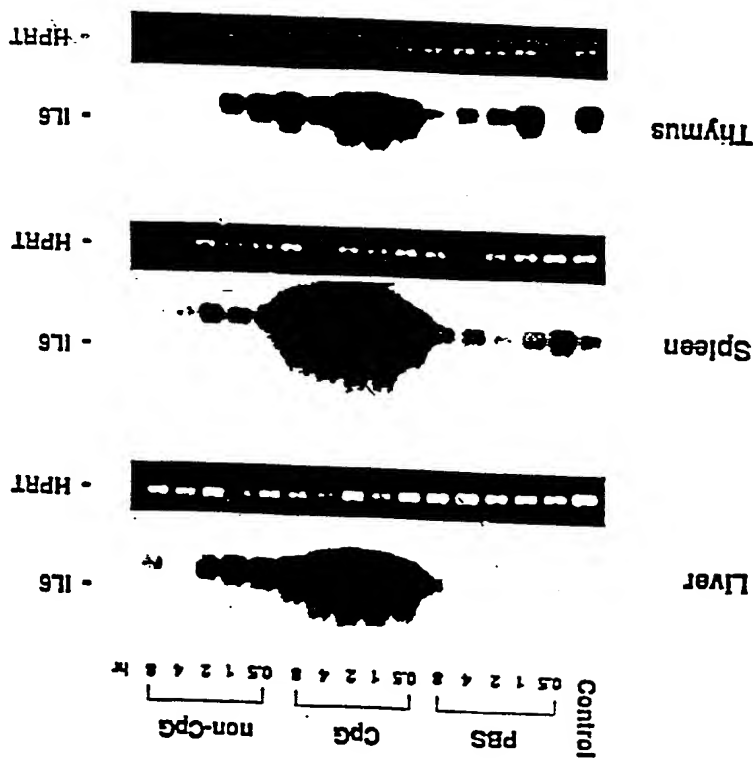 Control PBS CpG non-CpG
0.5 1 2 4 8 0.5 1 2 4 8 0.5 1 2 4 8 hr
Liver - IL6
- HPRT
Spleen - IL6
- HPRT
Thymus - IL6
- HPRT